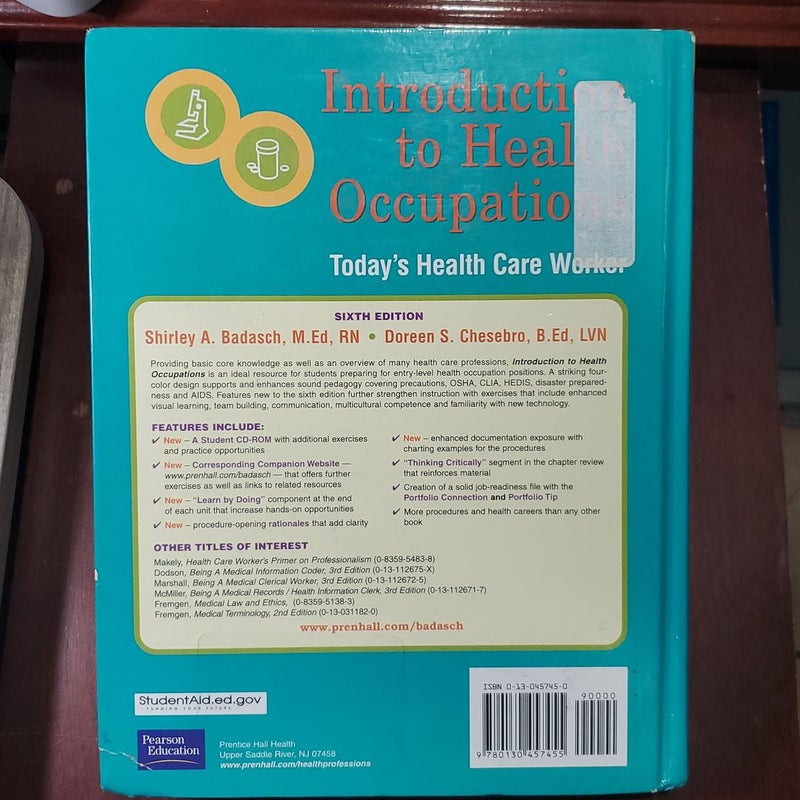 Introduction
to Health
Occupations
Today's Health Care Worker
SIXTH EDITION
Shirley A. Badasch, M.Ed, RN • Doreen S. Chesebro, B.Ed, LVN
Providing basic core knowledge as well as an overview of many health care professions, Introduction to Health
Occupations is an ideal resource for students preparing for entry-level health occupation positions. A striking four-
color design supports and enhances sound pedagogy covering precautions, OSHA, CLIA, HEDIS, disaster prepared-
ness and AIDS. Features new to the sixth edition further strengthen instruction with exercises that include enhanced
visual learning, team building, communication, multicultural competence and familiarity with new technology.
FEATURES INCLUDE:
✔ New – A Student CD-ROM with additional exercises
and practice opportunities
✔ New – Corresponding Companion Website —
www.prenhall.com/badasch — that offers further
exercises as well as links to related resources
✔ New – "Learn by Doing" component at the end
of each unit that increase hands-on opportunities
✔ New – procedure-opening rationales that add clarity
✔ New – enhanced documentation exposure with
charting examples for the procedures
✔ "Thinking Critically" segment in the chapter review
that reinforces material
✔ Creation of a solid job-readiness file with the
Portfolio Connection and Portfolio Tip
✔ More procedures and health careers than any other
book
OTHER TITLES OF INTEREST
Makely, Health Care Worker's Primer on Professionalism (0-8359-5483-8)
Dodson, Being A Medical Information Coder, 3rd Edition (0-13-112675-X)
Marshall, Being A Medical Clerical Worker, 3rd Edition (0-13-112672-5)
McMiller, Being A Medical Records / Health Information Clerk, 3rd Edition (0-13-112671-7)
Fremgen, Medical Law and Ethics, (0-8359-5138-3)
Fremgen, Medical Terminology, 2nd Edition (0-13-031182-0)
www.prenhall.com/badasch
StudentAid.ed.gov
FUNDING YOUR FUTURE.
Pearson
Education
Prentice Hall Health
Upper Saddle River, NJ 07458
www.prenhall.com/healthprofessions
ISBN 0-13-045745-0
90000
9 780130 457455